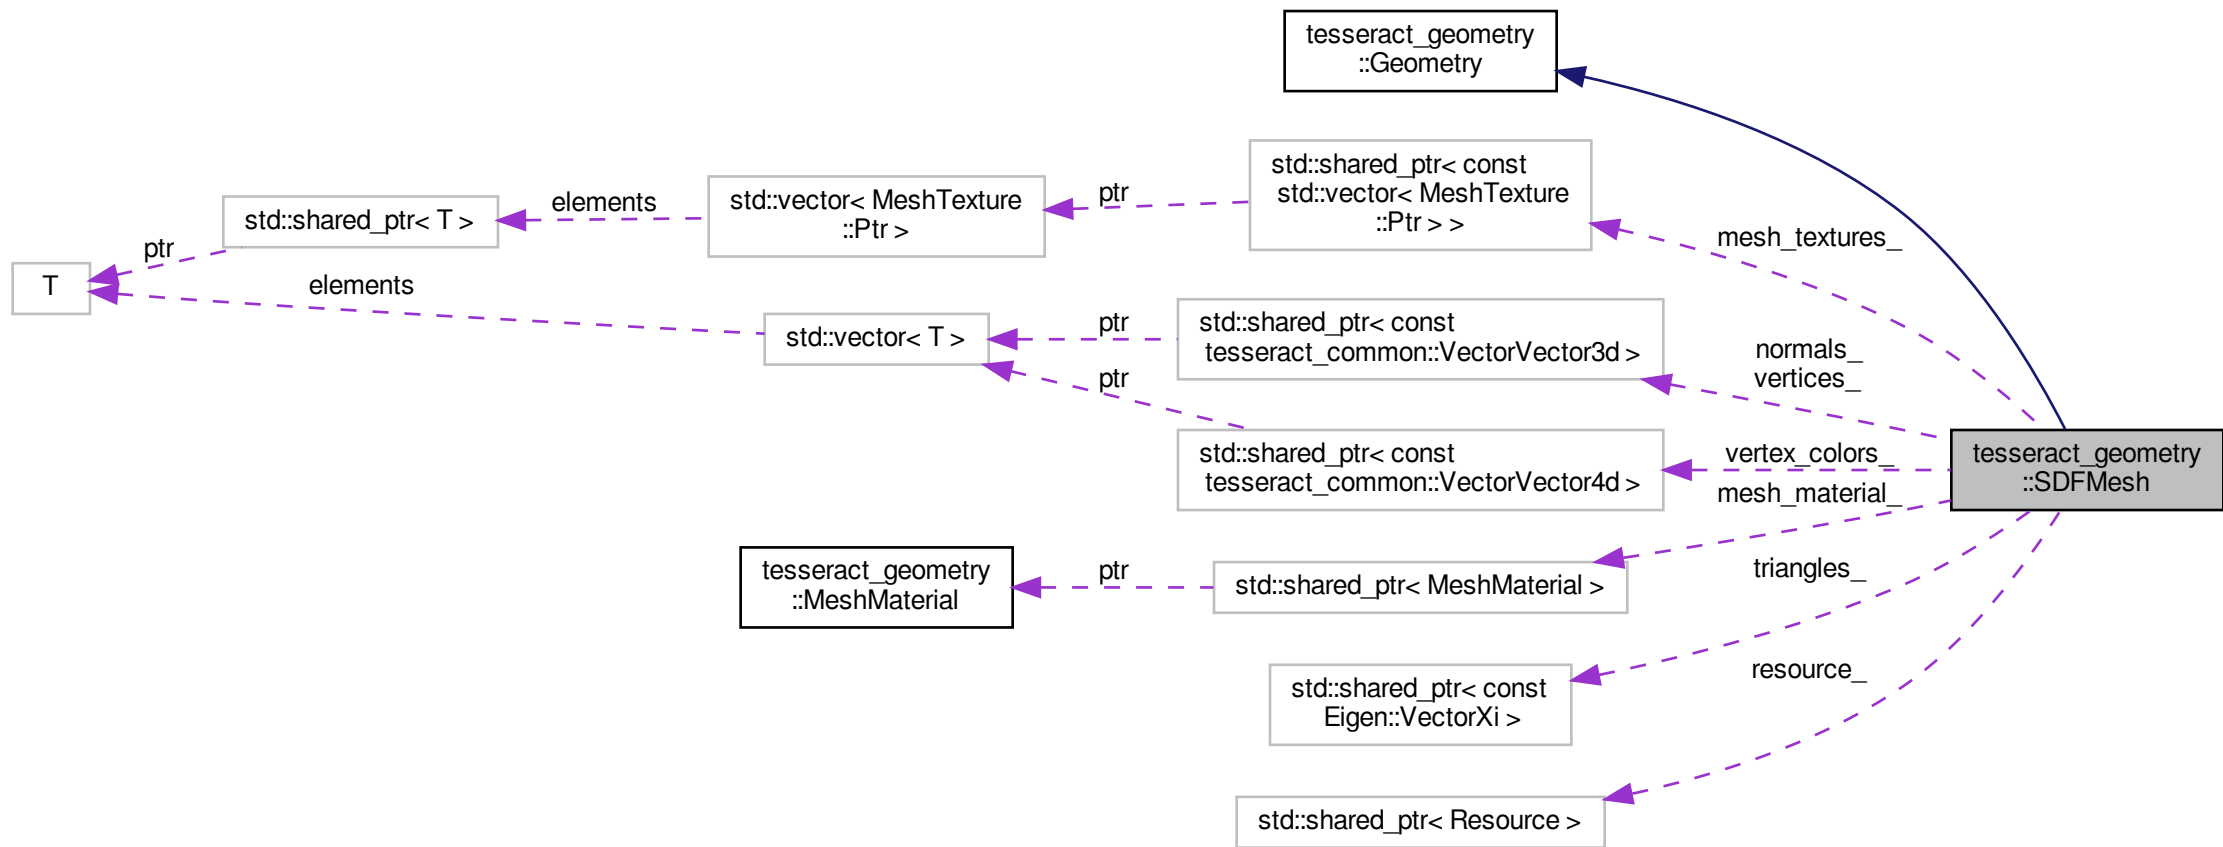 tesseract_geometry
::Geometry
std::shared_ptr< const
std::vector< MeshTexture
::Ptr > >
mesh_textures_
ptr
std::vector< MeshTexture
::Ptr >
elements
std::shared_ptr< T >
ptr
T
elements
std::vector< T >
ptr
std::shared_ptr< const
tesseract_common::VectorVector3d >
normals_
vertices_
ptr
std::shared_ptr< const
tesseract_common::VectorVector4d >
vertex_colors_
tesseract_geometry
::SDFMesh
mesh_material_
tesseract_geometry
::MeshMaterial
ptr
std::shared_ptr< MeshMaterial >
triangles_
std::shared_ptr< const
Eigen::VectorXi >
resource_
std::shared_ptr< Resource >